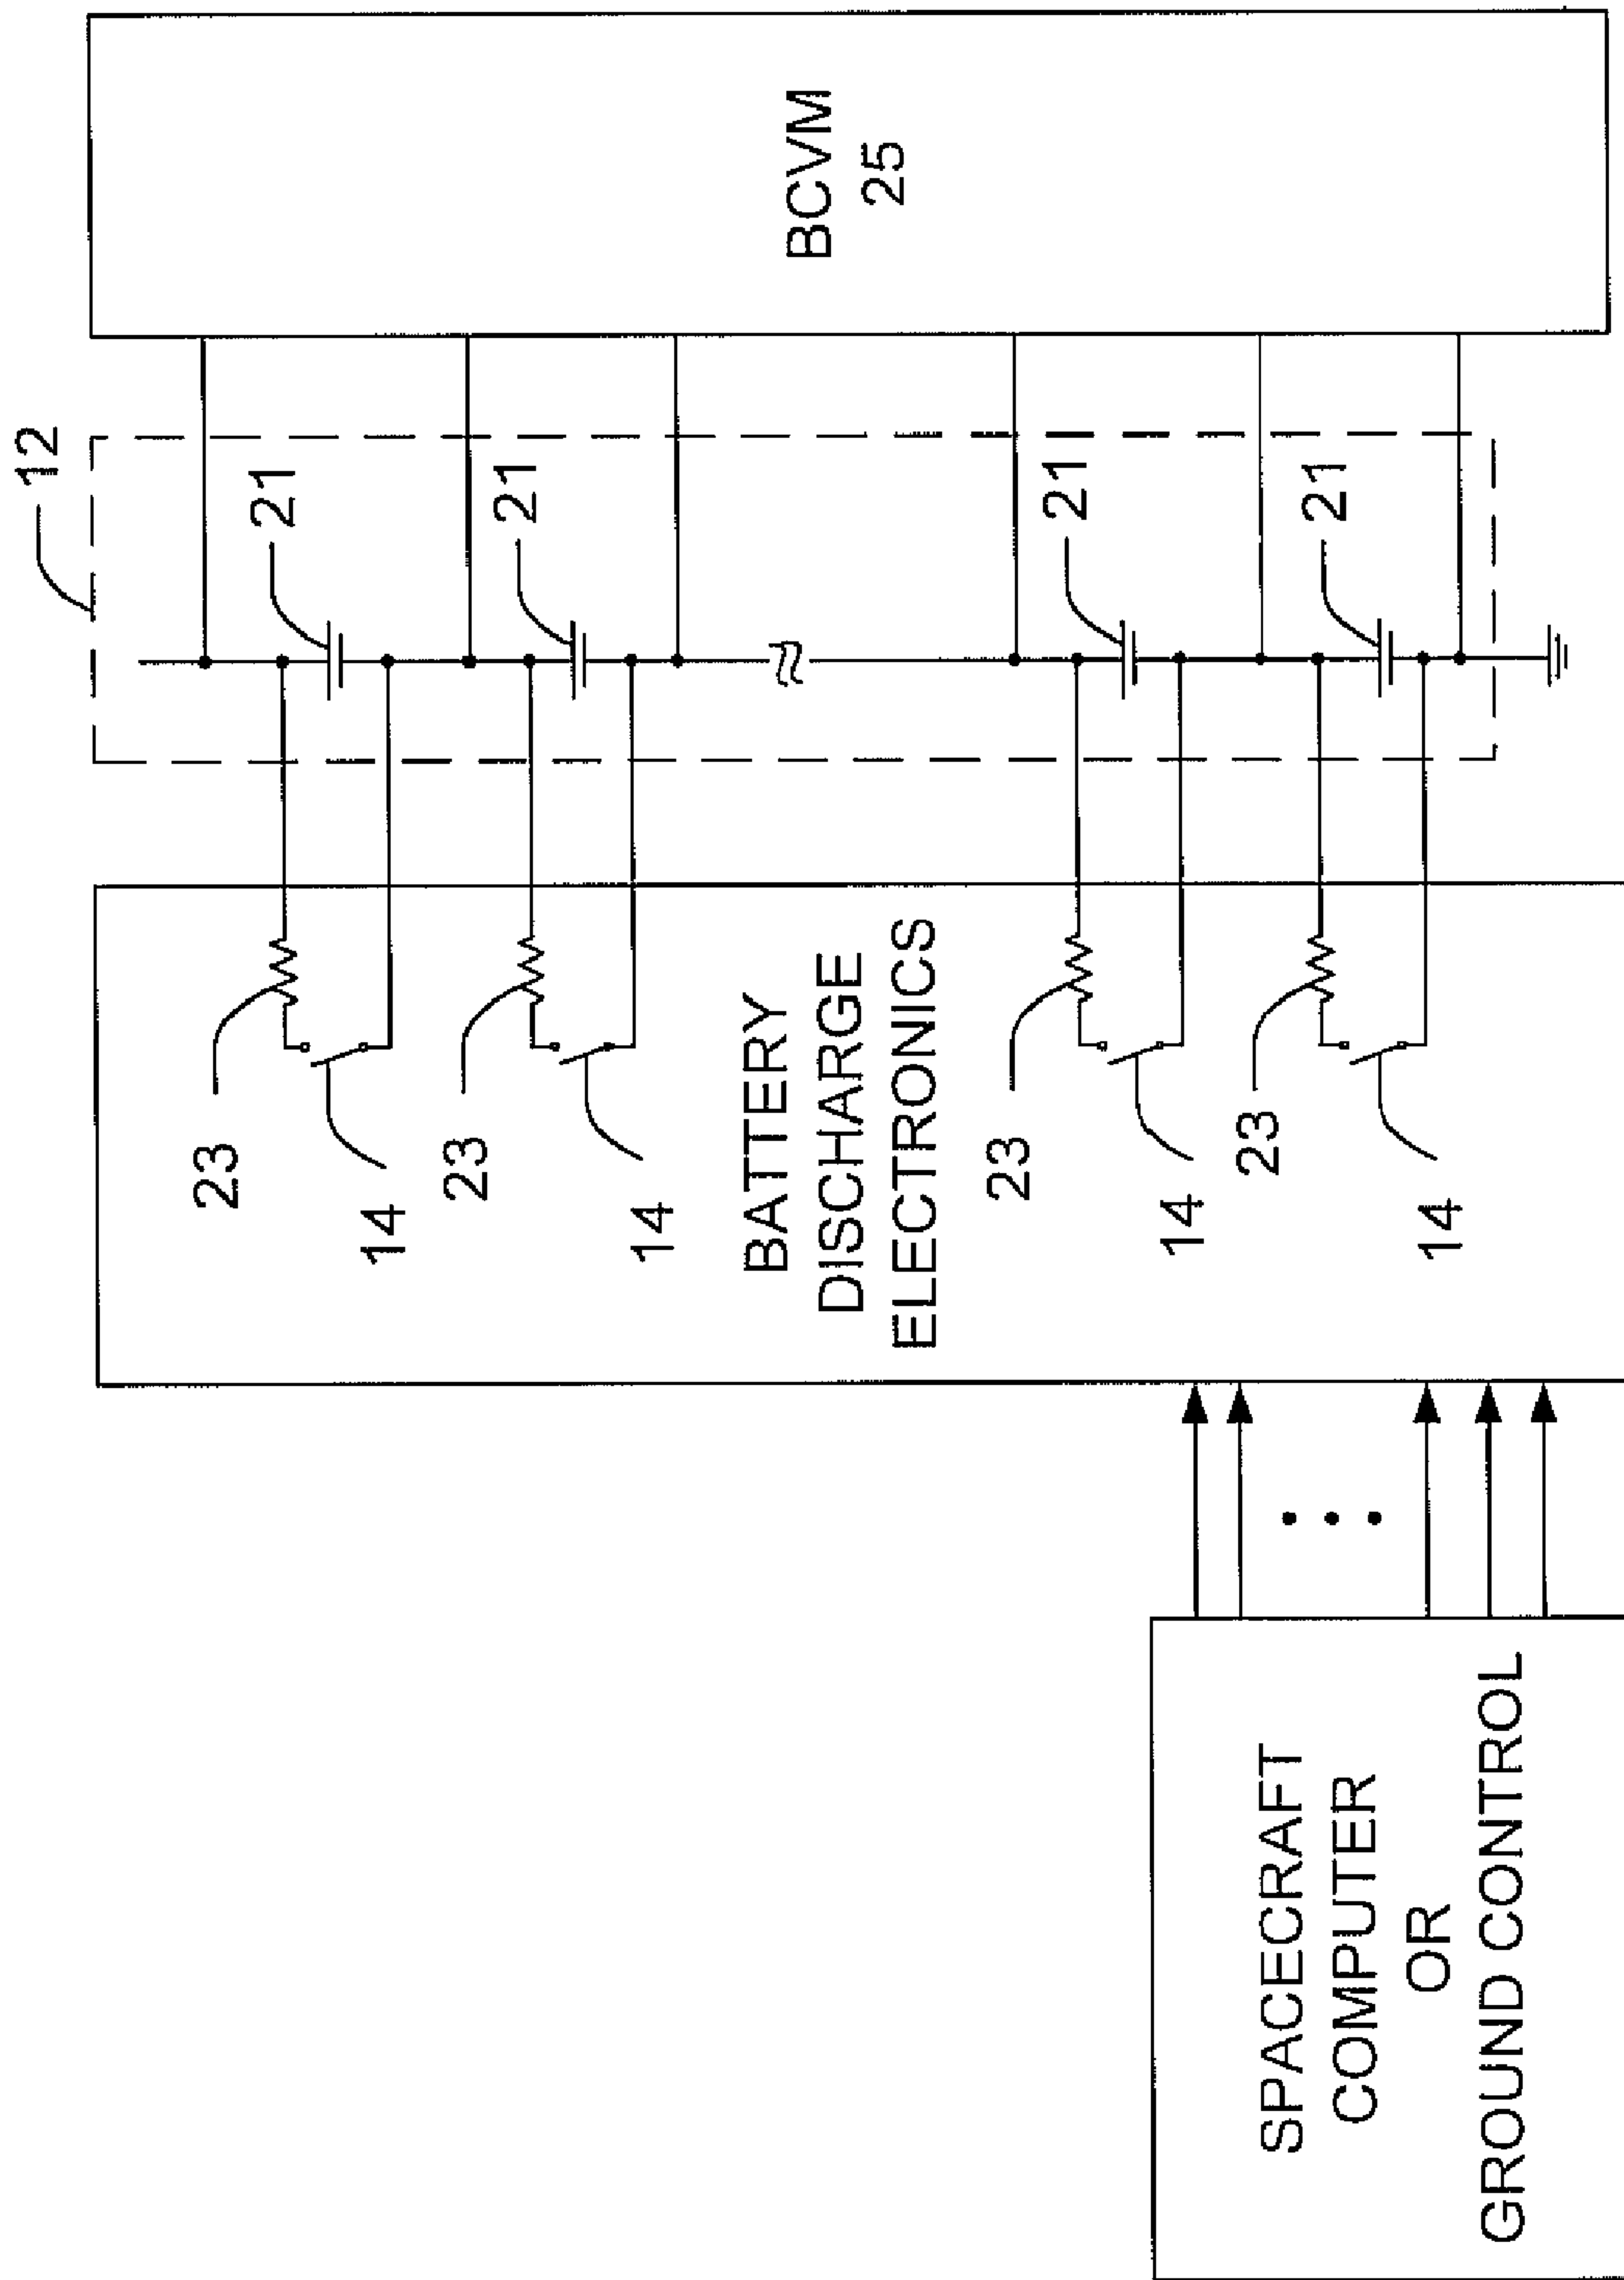 SPACECRAFT
COMPUTER
OR
GROUND CONTROL
23
14
23
14
BATTERY
DISCHARGE
ELECTRONICS
23
14
23
14
12
21
21
21
21
BCVM
25